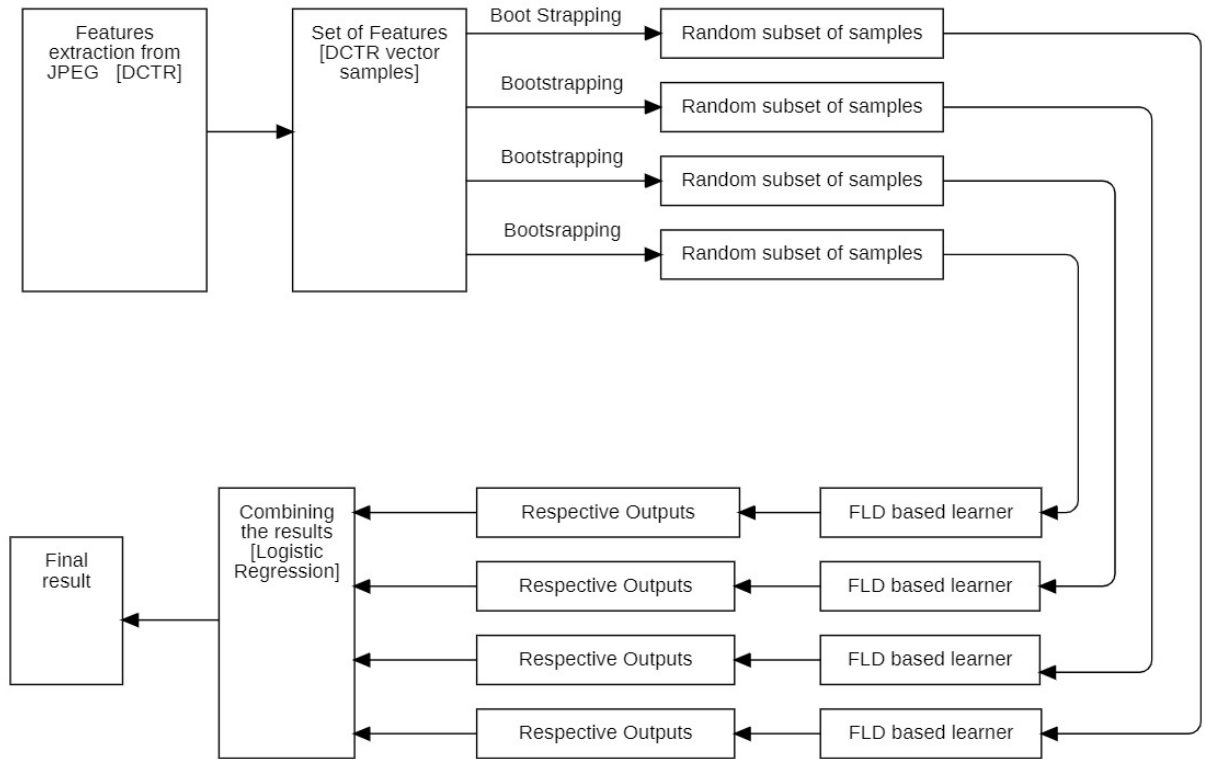 Features
extraction from
JPEG [DCTR]
Set of Features
[DCTR vector
samples]
Boot Strapping
Random subset of samples
Bootstrapping
Random subset of samples
Bootstrapping
Random subset of samples
Bootsrapping
Random subset of samples
Final
result
Combining
the results
[Logistic
Regression]
Respective Outputs
FLD based learner
Respective Outputs
FLD based learner
Respective Outputs
FLD based learner
Respective Outputs
FLD based learner